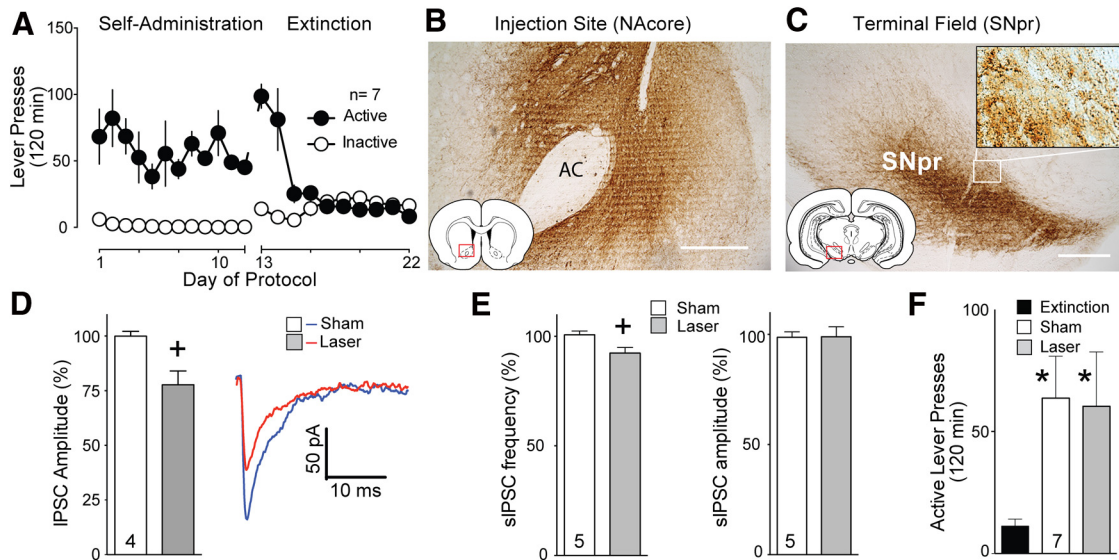 A
Self-Administration
Extinction
Lever Presses
(120 min)
150
100
50
0
n= 7
Active
Inactive
1
10
13
22
Day of Protocol
B
Injection Site (NAcore)
AC
C
Terminal Field (SNpr)
SNpr
D
IPSC Amplitude (%)
100
75
50
25
0
+
4
Sham
Laser
50 pA
10 ms
E
Sham
Laser
sIPSC frequency (%)
100
50
0
+
5
sIPSC amplitude (%I)
100
50
0
5
F
Extinction
Sham
Laser
Active Lever Presses
(120 min)
100
50
0
*
*
7